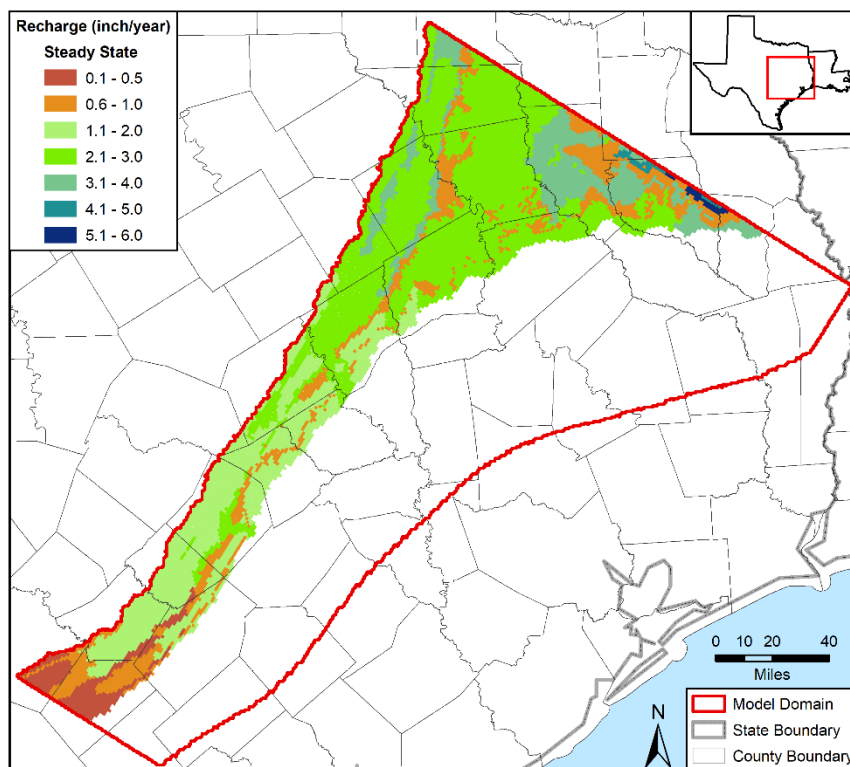 Recharge (inch/year)
Steady State
0.1 - 0.5
0.6 - 1.0
1.1 - 2.0
2.1 - 3.0
3.1 - 4.0
4.1 - 5.0
5.1 - 6.0
0 10 20 40
Miles
N
Model Domain
State Boundary
County Boundary